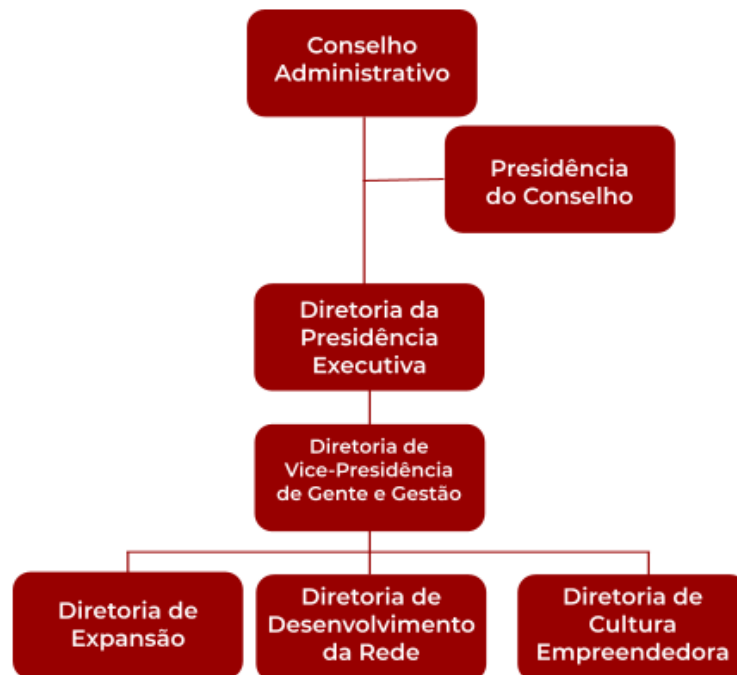 Conselho
Administrativo
Presidência
do Conselho
Diretoria da
Presidência
Executiva
Diretoria de
Vice-Presidência
de Gente e Gestão
Diretoria de
Expansão
Diretoria de
Desenvolvimento
da Rede
Diretoria de
Cultura
Empreendedora